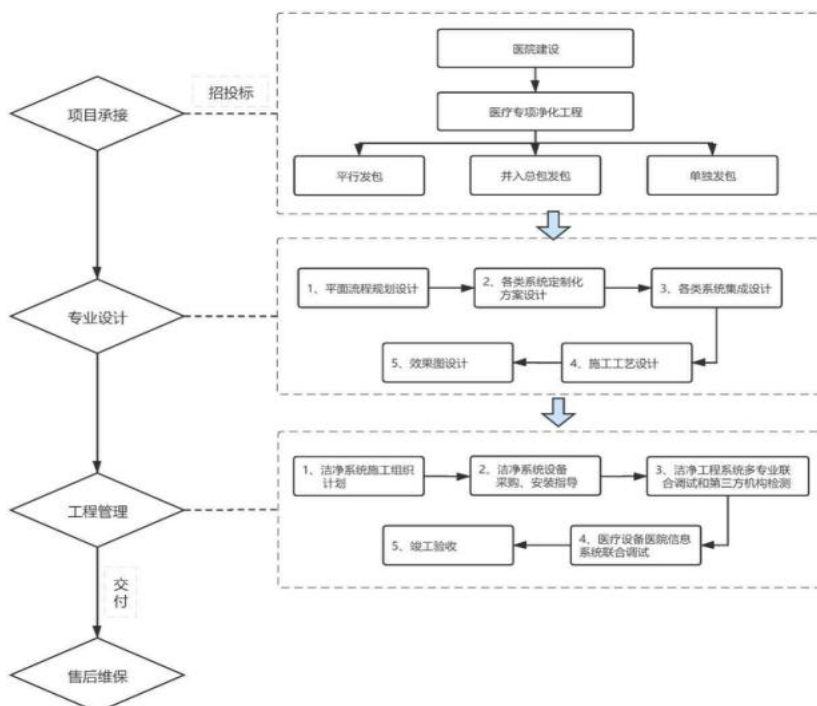 医院建设
招投标
项目承接
医疗专项净化工程
平行发包
并入总包发包
单独发包
1、平面流程规划设计
2、各类系统定制化
方案设计
3、各类系统集成设计
专业设计
5、效果图设计
4、施工工艺设计
1、洁净系统施工组织
计划
2、洁净系统设备
采购、安装指导
3、洁净工程系统多专业联
合调试和第三方机构检测
工程管理
5、竣工验收
4、医疗设备医院信息
系统联合调试
交
付
售后维保